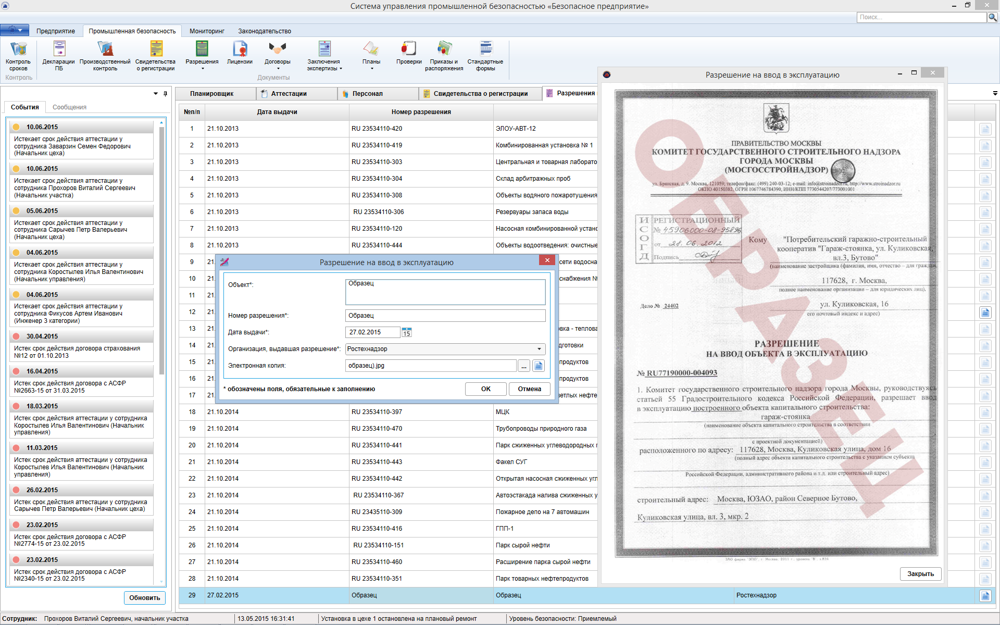 Система управления промышленной безопасностью «Безопасное предприятие»
Поиск...
Предприятие
Промышленная безопасность
Мониторинг
Законодательство
Контроль сроков
Декларации ПБ
Производственный контроль
Свидетельства о регистрации
Разрешения
Лицензии
Договоры
Заключения экспертизы
Планы
Проверки
Приказы и распоряжения
Стандартные формы
Контроль
Документы
События
Сообщения
10.06.2015
Истекает срок действия аттестации у
сотрудника Заварзин Семен Федорович
(Начальник цеха)
10.06.2015
Истекает срок действия аттестации у
сотрудника Прохоров Виталий Сергеевич
(Начальник участка)
05.06.2015
Истекает срок действия аттестации у
сотрудника Сарычев Петр Валерьевич
(Начальник цеха)
04.06.2015
Истекает срок действия аттестации у
сотрудника Коростылев Илья Валентинович
(Начальник управления)
04.06.2015
Истекает срок действия аттестации у
сотрудника Фикусов Артем Иванович
(Инженер 3 категории)
30.04.2015
Истек срок действия договора страхования
№12 от 01.10.2013
16.04.2015
Истек срок действия договора с АСФР
№2663-15 от 31.03.2015
18.03.2015
Истек срок действия аттестации у сотрудника
Коростылев Илья Валентинович (Начальник
управления)
11.03.2015
Истек срок действия аттестации у сотрудника
Коростылев Илья Валентинович (Начальник
управления)
26.02.2015
Истек срок действия аттестации у сотрудника
Сарычев Петр Валерьевич (Начальник цеха)
23.02.2015
Истек срок действия договора с АСФР
№2774-15 от 23.02.2015
23.02.2015
Истек срок действия договора с АСФР
№2340-15 от 23.02.2015
Обновить
Планировщик
Аттестации
Персонал
Свидетельства о регистрации
Разрешения
№п/п Дата выдачи Номер разрешения
1 21.10.2013 RU 23534110-420 ЭЛОУ-АВТ-12
2 21.10.2013 RU 23534110-419 Комбинированная установка № 1
3 21.10.2013 RU 23534110-303 Центральная и товарная лаборато
4 21.10.2013 RU 23534110-304 Склад арбитражных проб
5 21.10.2013 RU 23534110-308 Объекты водяного пожаротушения
6 21.10.2013 RU 23534110-306 Резервуары запаса воды
7 21.10.2013 RU 23534110-120 Насосная комбинированной устано
8 21.10.2013 RU 23534110-444 Объекты водоотведения: очистные
9 21. сети водосна
10 21. снабжения №
11 21.
12 21.
13 21. вка - теплова
14 21. дготовки
15 21. продуктов
16 21. продуктов
17 21. ветлых нефте
18 21.10.2014 RU 23534110-397 МЦК
19 21.10.2014 RU 23534110-470 Трубопроводы природного газа
20 21.10.2014 RU 23534110-441 Парк сжиженных углеводородных г
21 21.10.2014 RU 23534110-443 Факел СУГ
22 21.10.2014 RU 23534110-442 Открытая насосная сжиженных угл
23 21.10.2014 RU 23534110-367 Автоэстакада налива сжиженных у
24 21.10.2014 RU 23435110-309 Пожарное депо на 7 автомашин
25 21.10.2014 RU 23534110-416 ГПП-1
26 21.10.2014 RU 23534110-151 Парк сырой нефти
27 21.10.2014 RU 23534110-460 Расширение парка сырой нефти
28 21.10.2014 RU 23534110-351 Парк товарных нефтепродуктов
29 27.02.2015 Образец Образец Ростехнадзор
Разрешение на ввод в эксплуатацию
Объект*: Образец
Номер разрешения*: Образец
Дата выдачи*: 27.02.2015 15
Организация, выдавшая разрешение*: Ростехнадзор
Электронная копия: образец).jpg ...
* обозначены поля, обязательные к заполнению
OK
Отмена
Разрешение на ввод в эксплуатацию
ПРАВИТЕЛЬСТВО МОСКВЫ
КОМИТЕТ ГОСУДАРСТВЕННОГО СТРОИТЕЛЬНОГО НАДЗОРА
ГОРОДА МОСКВЫ
(МОСГОССТРОЙНАДЗОР)
ул. Брянская, д. 9. Москва, 121059; телефон/факс: (499) 240-03-12; e-mail: info@stroinadzor.ru, http://www.stroinadzor.ru
ОКПО 40150382, ОГРН 1067746784390, ИНН/КПП 7730544207/773001001
ИСОГД
РЕГИСТРАЦИОННЫЙ
№ 45906000-08-95896
от 28.06.2012
Подпись
Кому "Потребительский гаражно-строительный
кооператив "Гараж-стоянка, ул. Куликовская,
вл.3, Бутово"
(наименование застройщика (фамилия, имя, отчество – для граждан,
117628, г. Москва,
полное наименование организации – для юридических лиц),
Дело № 24402
ул. Куликовская, 16
его почтовый индекс и адрес)
РАЗРЕШЕНИЕ
НА ВВОД ОБЪЕКТА В ЭКСПЛУАТАЦИЮ
№ RU77190000-004093
1. Комитет государственного строительного надзора города Москвы, руководствуясь
статьей 55 Градостроительного кодекса Российской Федерации, разрешает ввод
в эксплуатацию построенного объекта капитального строительства:
гараж-стоянка
(наименование объекта капитального строительства в соответствии
с проектной документацией)
расположенного по адресу: 117628, Москва, Куликовская улица, дом 16
(полный адрес объекта капитального строительства с указанием субъекта
Российской Федерации, административного района и т.д. или строительный адрес)
строительный адрес: Москва, ЮЗАО, район Северное Бутово,
Куликовская улица, вл. 3, мкр. 2
ОБРАЗЕЦ
Закрыть
Сотрудник: Прохоров Виталий Сергеевич, начальник участка
13.05.2015 16:31:41
Установка в цехе 1 остановлена на плановый ремонт
Уровень безопасности: Приемлемый